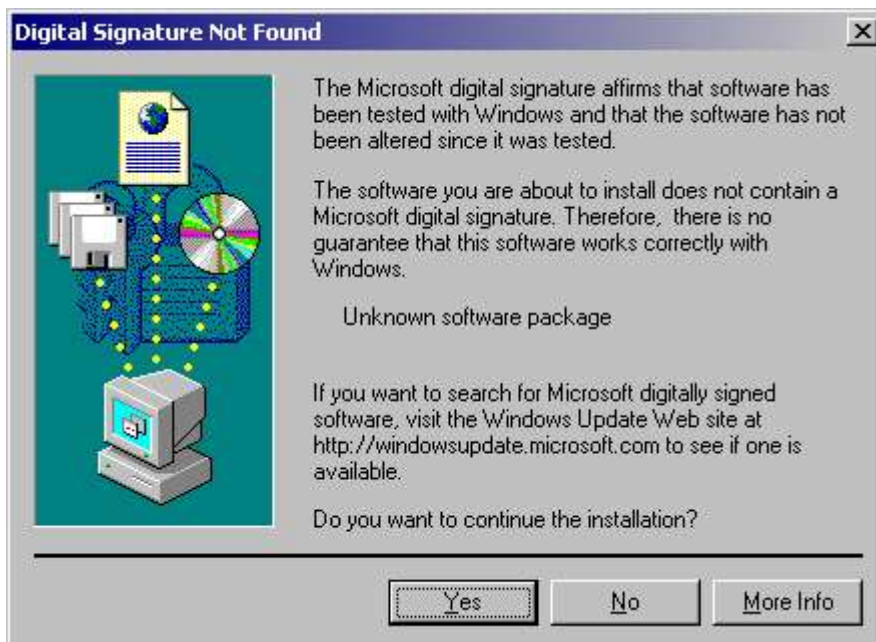 Digital Signature Not Found
The Microsoft digital signature affirms that software has
been tested with Windows and that the software has not
been altered since it was tested.
The software you are about to install does not contain a
Microsoft digital signature. Therefore,  there is no
guarantee that this software works correctly with
Windows.
Unknown software package
If you want to search for Microsoft digitally signed
software, visit the Windows Update Web site at
http://windowsupdate.microsoft.com to see if one is
available.
Do you want to continue the installation?
Yes
No
More Info